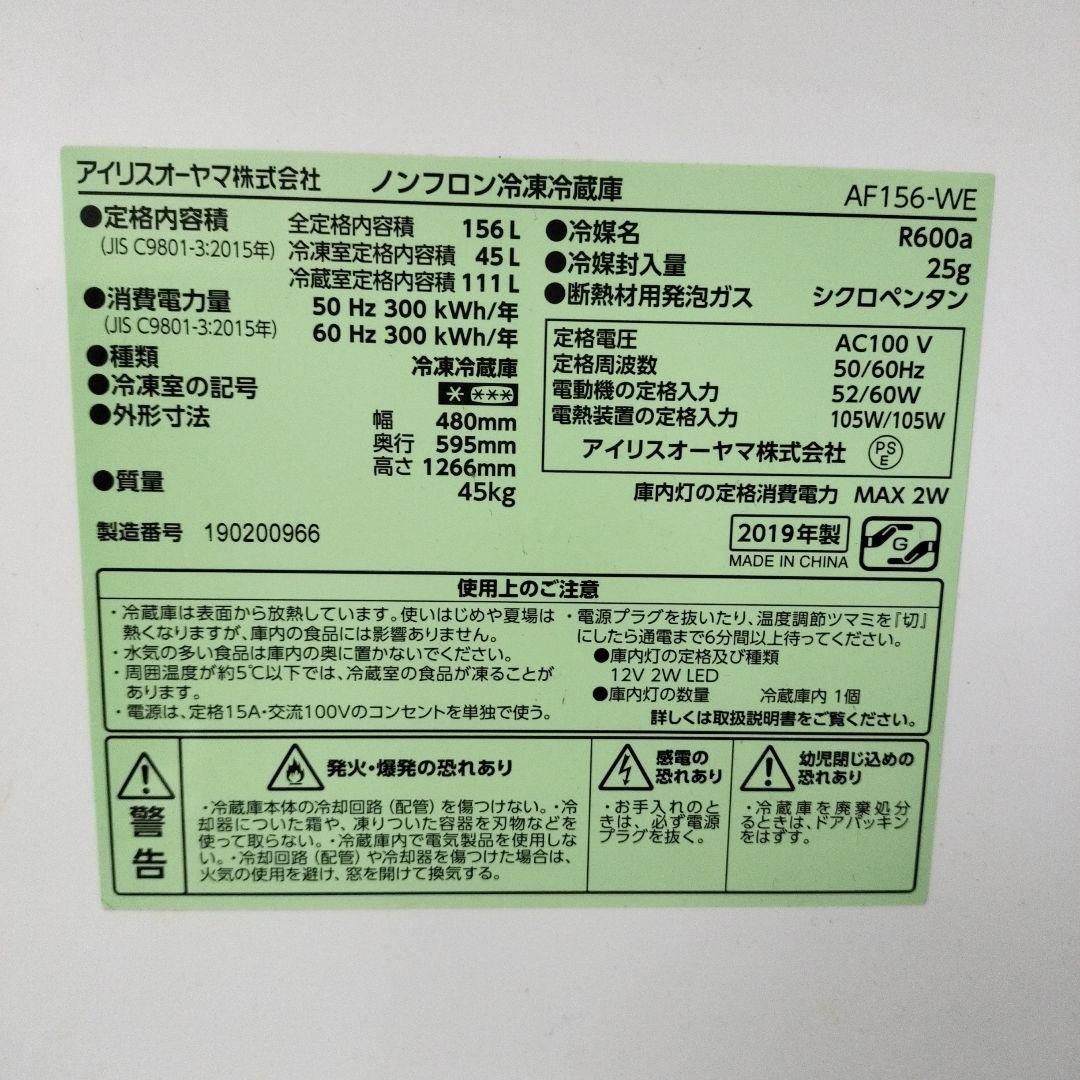 アイリスオーヤマ株式会社 ノンフロン冷凍冷蔵庫 AF156-WE
●定格内容積 全定格内容積 156 L
(JIS C9801-3:2015年) 冷凍室定格内容積 45 L
冷蔵室定格内容積 111 L
●消費電力量 50 Hz 300 kWh/年
(JIS C9801-3:2015年) 60 Hz 300 kWh/年
●種類 冷凍冷蔵庫
●冷凍室の記号
●外形寸法 幅 480mm
奥行 595mm
高さ 1266mm
●質量 45kg
製造番号 190200966
●冷媒名 R600a
●冷媒封入量 25g
●断熱材用発泡ガス シクロペンタン
定格電圧 AC100 V
定格周波数 50/60Hz
電動機の定格入力 52/60W
電熱装置の定格入力 105W/105W
アイリスオーヤマ株式会社 PSE
庫内灯の定格消費電力 MAX 2W
2019年製
MADE IN CHINA
G
使用上のご注意
・冷蔵庫は表面から放熱しています。使いはじめや夏場は
熱くなりますが、庫内の食品には影響ありません。
・水気の多い食品は庫内の奥に置かないでください。
・周囲温度が約5℃以下では、冷蔵室の食品が凍ることが
あります。
・電源は、定格15A・交流100Vのコンセントを単独で使う。
・電源プラグを抜いたり、温度調節ツマミを『切』
にしたら通電まで6分間以上待ってください。
●庫内灯の定格及び種類
12V 2W LED
●庫内灯の数量 冷蔵庫内 1個
詳しくは取扱説明書をご覧ください。
警告
発火・爆発の恐れあり
・冷蔵庫本体の冷却回路（配管）を傷つけない。・冷
却器についた霜や、凍りついた容器を刃物などを
使って取らない。・冷蔵庫内で電気製品を使用しな
い。・冷却回路（配管）や冷却器を傷つけた場合は、
火気の使用を避け、窓を開けて換気する。
感電の
恐れあり
・お手入れのと
きは、必ず電源
プラグを抜く。
幼児閉じ込めの
恐れあり
・冷蔵庫を廃棄処分
るときは、ドアパッキン
をはずす。